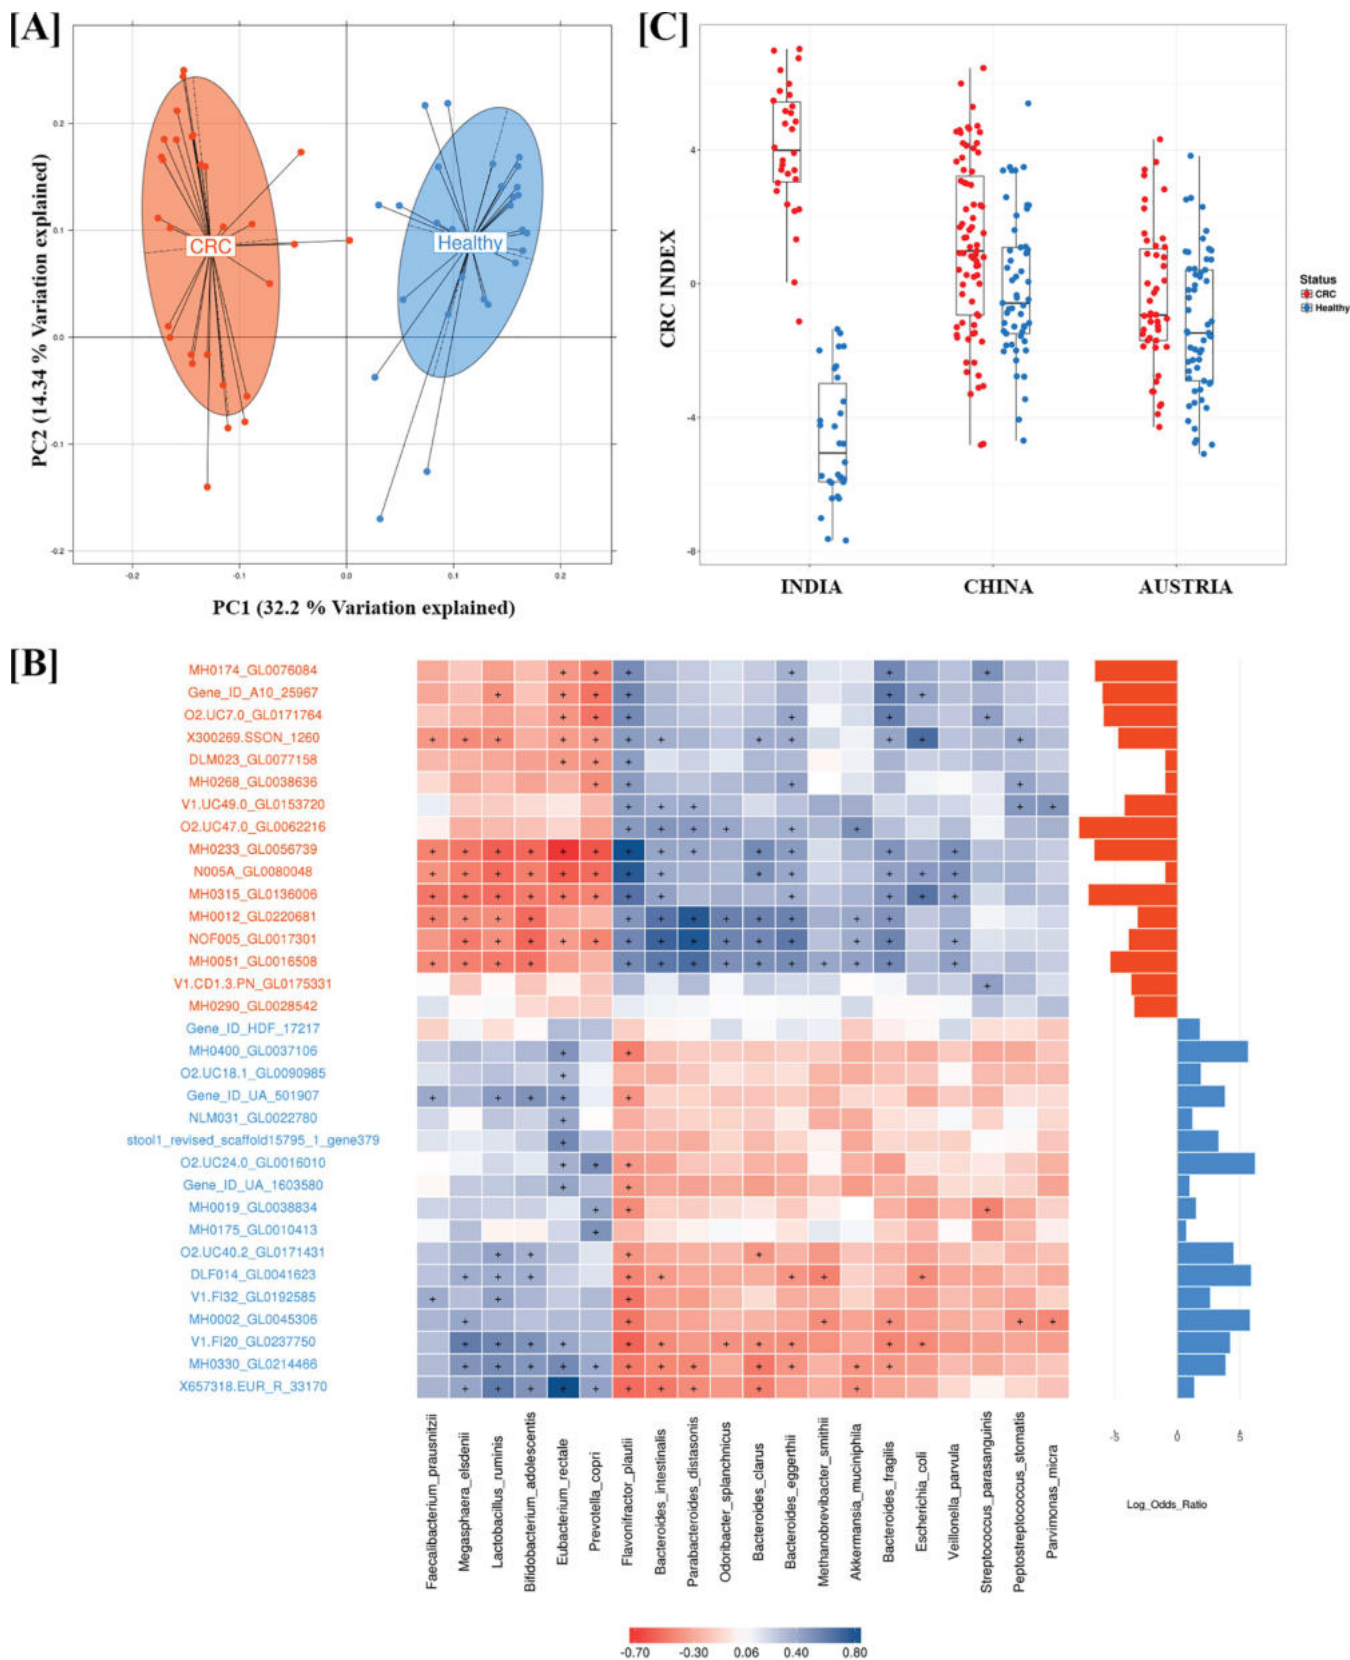 [A]
PC2 (14.34 % Variation explained)
0.2
0.1
0.0
-0.1
-0.2
CRC
Healthy
-0.2 -0.1 0.0 0.1 0.2
PC1 (32.2 % Variation explained)
[C]
CRC INDEX
4
0
-4
-8
INDIA CHINA AUSTRIA
Status
CRC
Healthy
[B]
MH0174_GL0076084
Gene_ID_A10_25967
O2.UC7.0_GL0171764
X300269.SSON_1260
DLM023_GL0077158
MH0268_GL0038636
V1.UC49.0_GL0153720
O2.UC47.0_GL0062216
MH0233_GL0056739
N005A_GL0080048
MH0315_GL0136006
MH0012_GL0220681
NOF005_GL0017301
MH0051_GL0016508
V1.CD1.3.PN_GL0175331
MH0290_GL0028542
Gene_ID_HDF_17217
MH0400_GL0037106
O2.UC18.1_GL0090985
Gene_ID_UA_501907
NLM031_GL0022780
stool1_revised_scaffold15795_1_gene379
O2.UC24.0_GL0016010
Gene_ID_UA_1603580
MH0019_GL0038834
MH0175_GL0010413
O2.UC40.2_GL0171431
DLF014_GL0041623
V1.FI32_GL0192585
MH0002_GL0045306
V1.FI20_GL0237750
MH0330_GL0214466
X657318.EUR_R_33170
Faecalibacterium_prausnitzii
Megasphaera_elsdenii
Lactobacillus_ruminis
Bifidobacterium_adolescentis
Eubacterium_rectale
Prevotella_copri
Flavonifractor_plautii
Bacteroides_intestinalis
Parabacteroides_distasonis
Odoribacter_splanchnicus
Bacteroides_clarus
Bacteroides_eggerthii
Methanobrevibacter_smithii
Akkermansia_muciniphila
Bacteroides_fragilis
Escherichia_coli
Veillonella_parvula
Streptococcus_parasanguinis
Peptostreptococcus_stomatis
Parvimonas_micra
-5 0 5
Log_Odds_Ratio
-0.70 -0.30 0.06 0.40 0.80